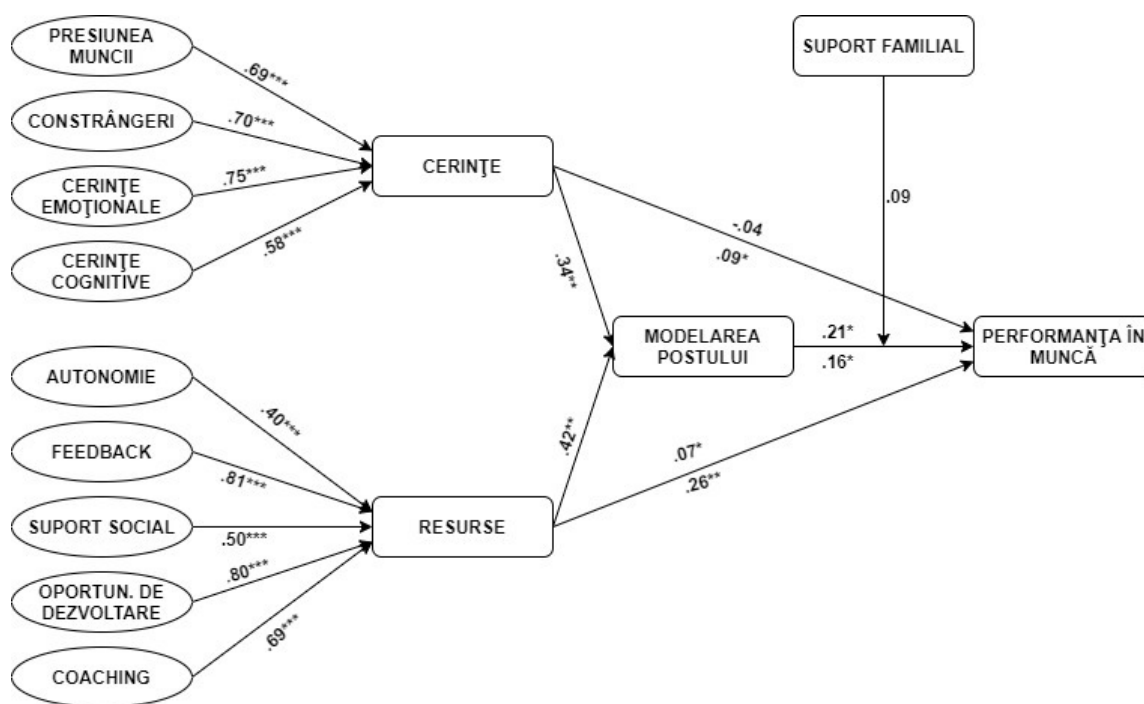 PRESIUNEA
MUNCII
SUPORT FAMILIAL
.69***
CONSTRÂNGERI
.70***
CERINŢE
CERINŢE
EMOŢIONALE
.75***
.09
-.04
.09*
CERINŢE
COGNITIVE
.58***
.34**
MODELAREA
POSTULUI
.21*
.16*
PERFORMANŢA ÎN
MUNCĂ
AUTONOMIE
.40***
.42**
FEEDBACK
.81***
.07*
.26**
SUPORT SOCIAL
.50***
RESURSE
OPORTUN. DE
DEZVOLTARE
.80***
.69***
COACHING